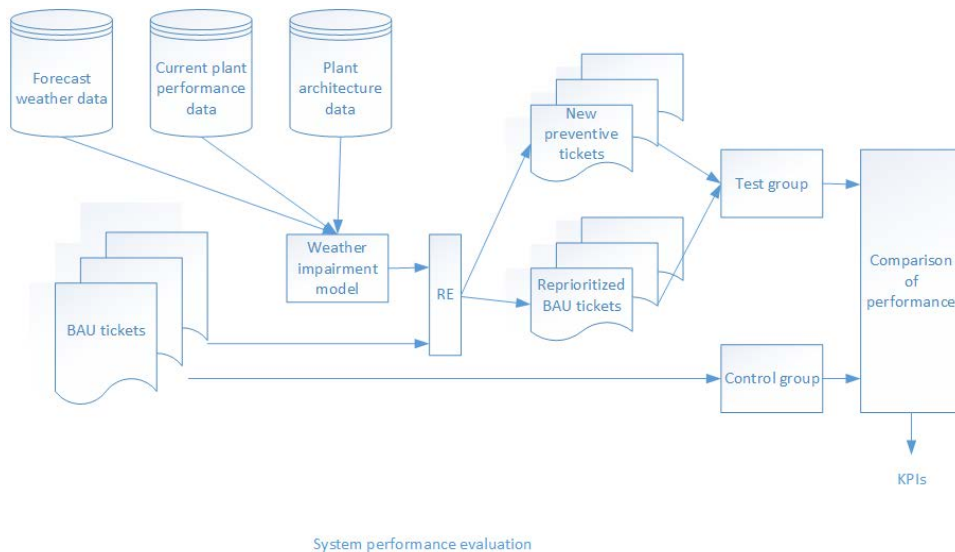 Forecast
weather data
Current plant
performance
data
Plant
architecture
data
New
preventive
tickets
Test group
Weather
impairment
model
RE
Reprioritized
BAU tickets
Comparison
of
performance
BAU tickets
Control group
KPIs
System performance evaluation